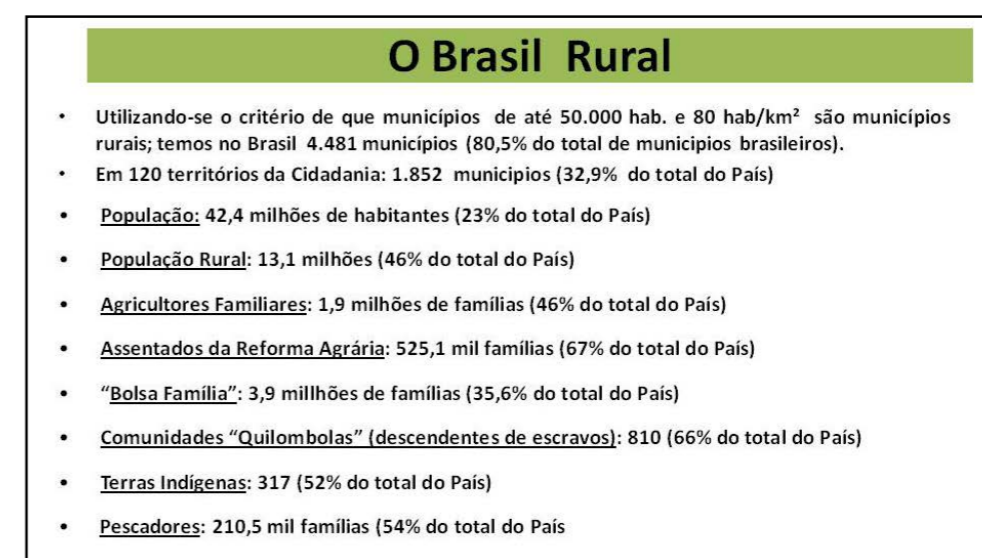 O Brasil Rural
• Utilizando-se o critério de que municípios de até 50.000 hab. e 80 hab/km² são municípios
rurais; temos no Brasil 4.481 municípios (80,5% do total de municipios brasileiros).
• Em 120 territórios da Cidadania: 1.852 municipios (32,9% do total do País)
• População: 42,4 milhões de habitantes (23% do total do País)
• População Rural: 13,1 milhões (46% do total do País)
• Agricultores Familiares: 1,9 milhões de famílias (46% do total do País)
• Assentados da Reforma Agrária: 525,1 mil famílias (67% do total do País)
• “Bolsa Família”: 3,9 millhões de famílias (35,6% do total do País)
• Comunidades “Quilombolas” (descendentes de escravos): 810 (66% do total do País)
• Terras Indígenas: 317 (52% do total do País)
• Pescadores: 210,5 mil famílias (54% do total do País